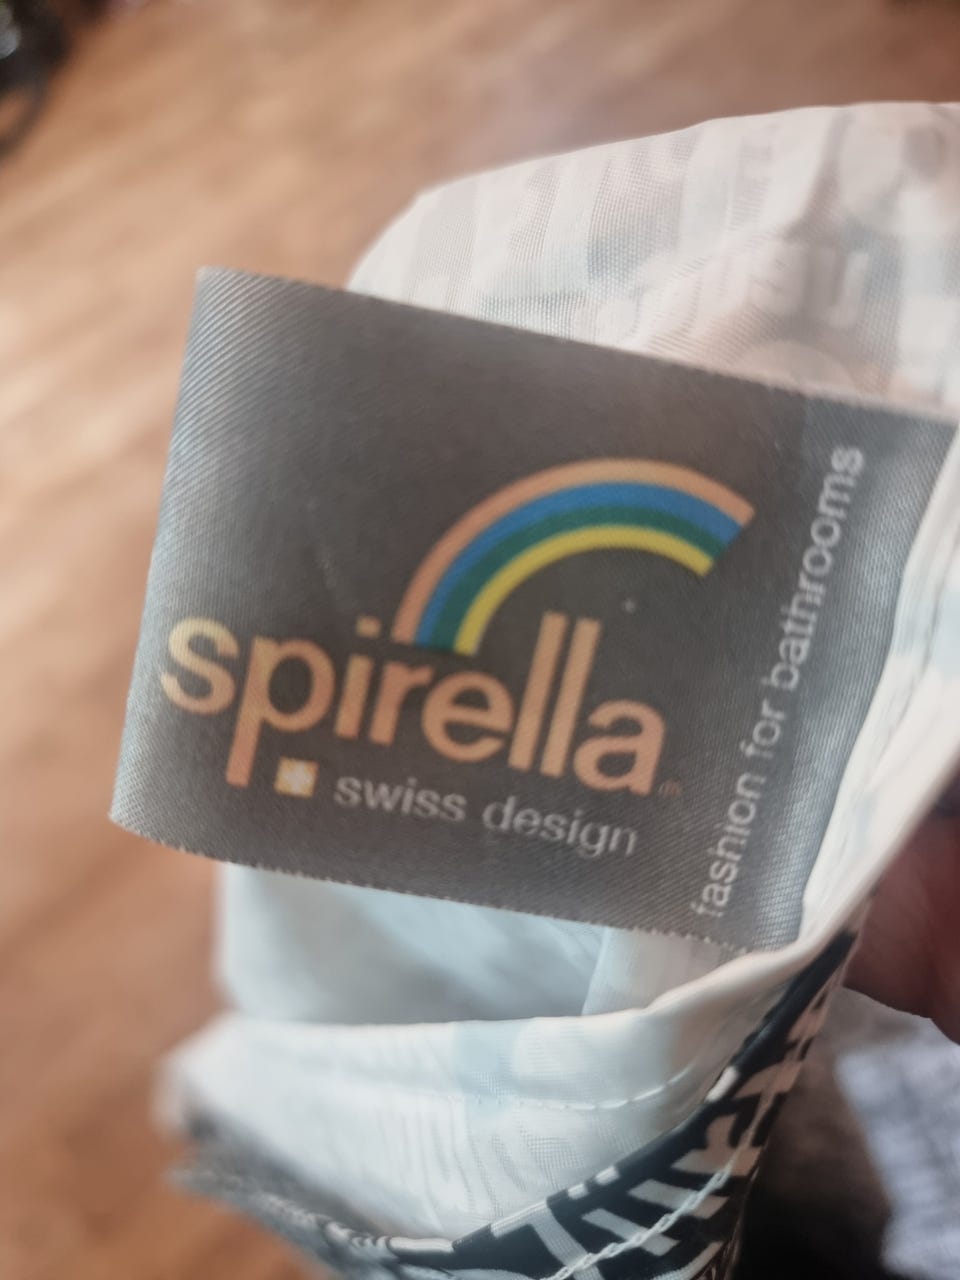 spirella
swiss design
fashion for bathrooms